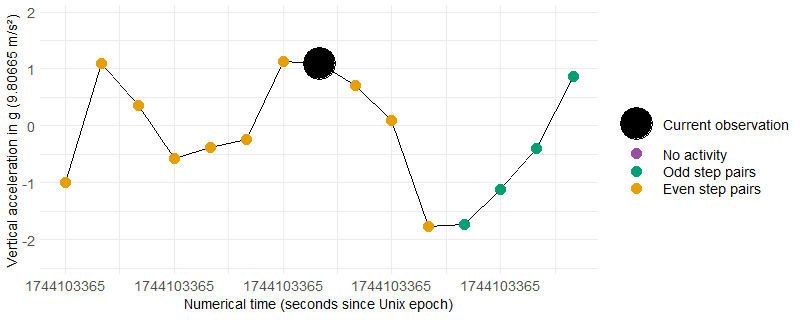 Vertical acceleration in g (9.80665 m/s²)
2
1
0
-1
-2
1744103365 1744103365 1744103365 1744103365 1744103365
Numerical time (seconds since Unix epoch)
Current observation
No activity
Odd step pairs
Even step pairs